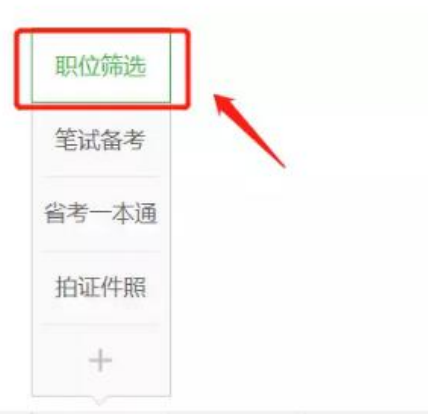 职位筛选
笔试备考
省考一本通
拍证件照
+